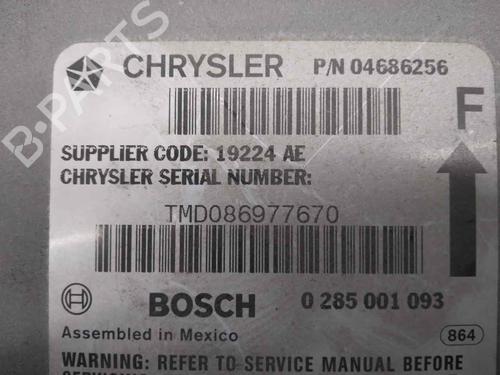 CHRYSLER P/N 04686256
F
SUPPLIER CODE: 19224 AE
CHRYSLER SERIAL NUMBER:
TMD086977670
BOSCH 0 285 001 093
Assembled in Mexico 864
WARNING: REFER TO SERVICE MANUAL BEFORE
B-PARTS